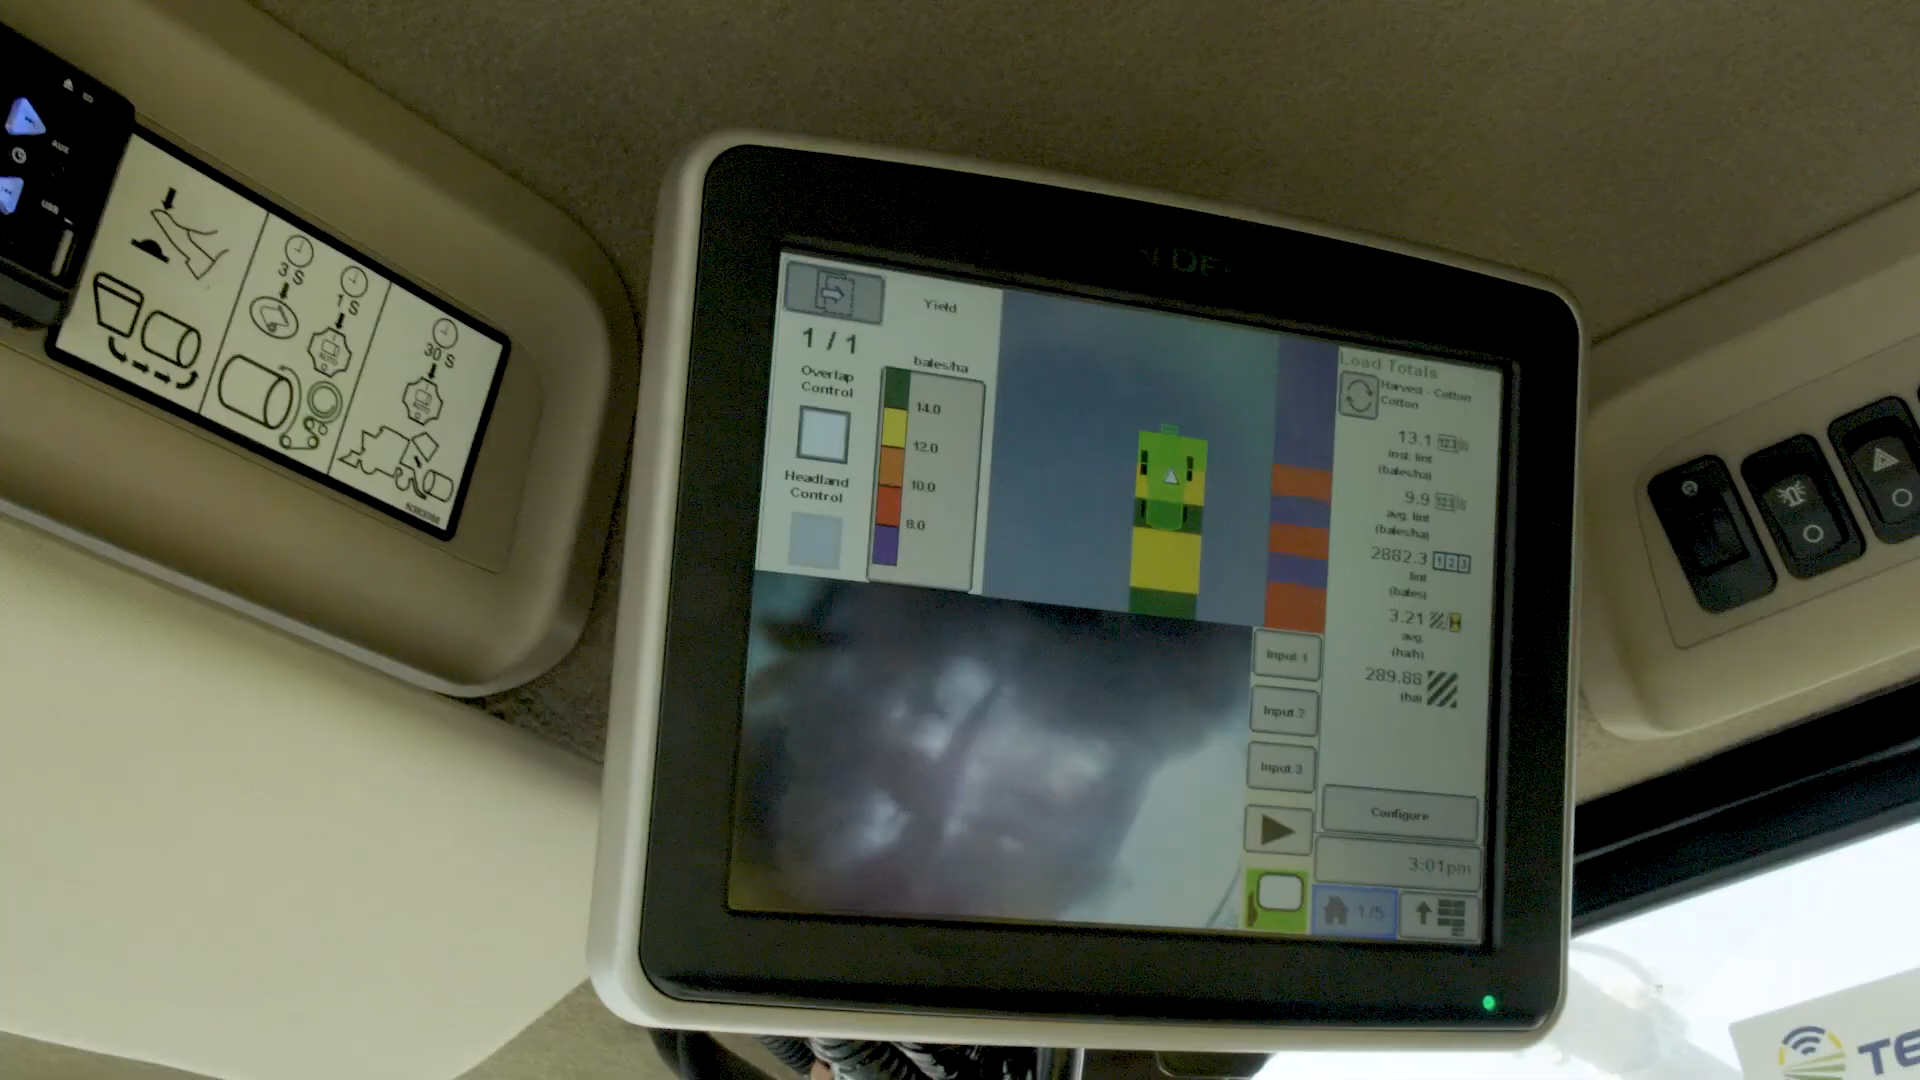 AUX
USB
3 S
1 S
30 S
Yield
1 / 1
Overlap
Control
Headland
Control
bales/ha
14.0
12.0
10.0
8.0
Load Totals
Harvest - Cotton
Cotton
13.1
inst. lint
(bales/ha)
9.9
avg. lint
(bales/ha)
2882.3
lint
(bales)
3.21
avg.
(ha/h)
289.88
(ha)
Input 1
Input 2
Input 3
Configure
3:01pm
1/5
TE